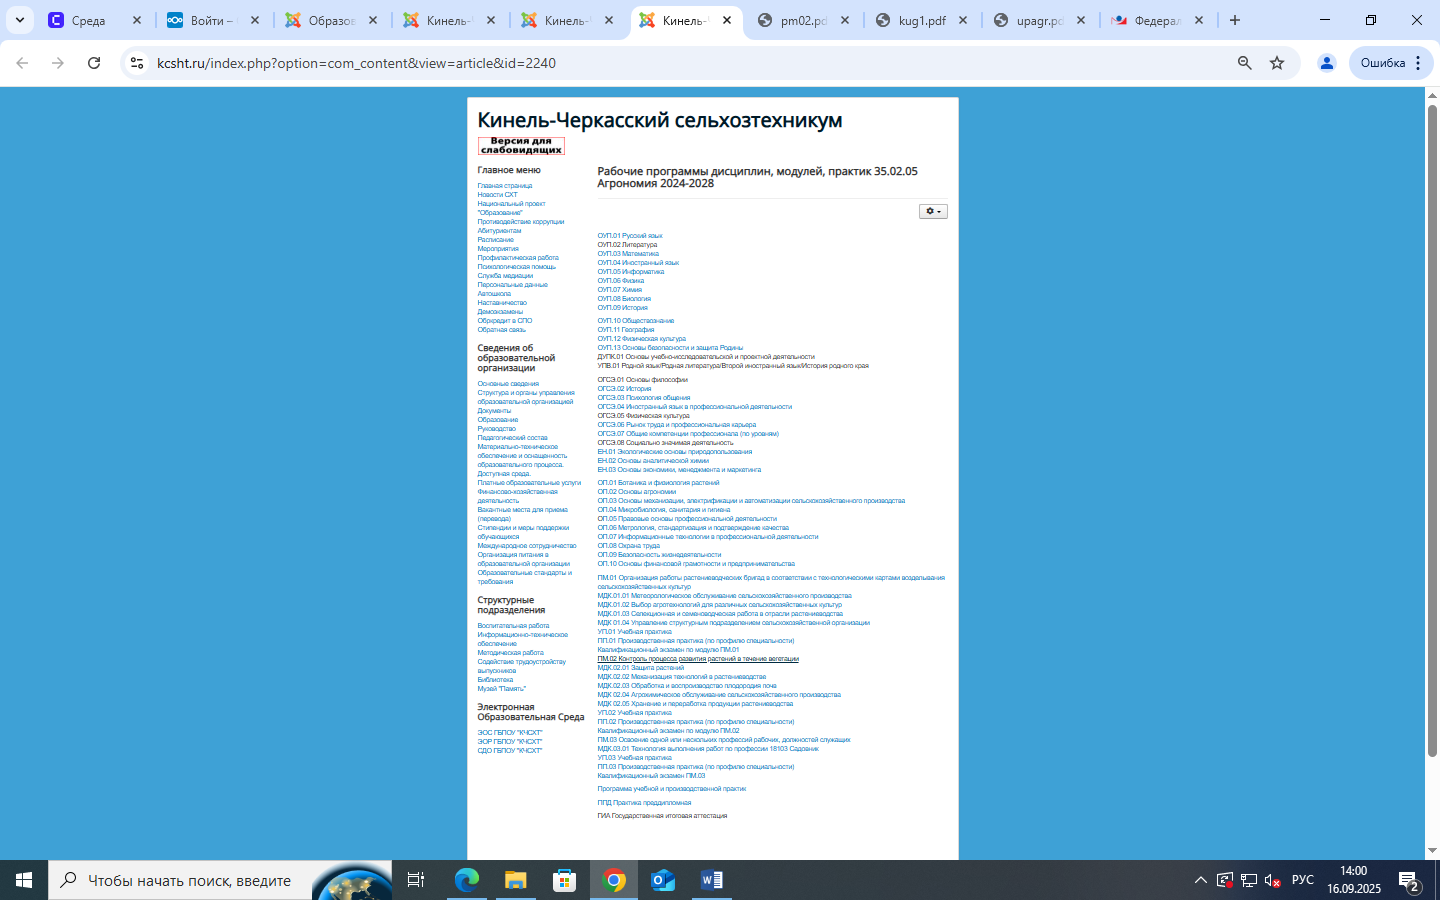 Среда
Войти –
Образов
Кинель-Ч
Кинель-Ч
Кинель-Ч
pm02.pd
kug1.pdf
upagr.pd
Федерал
kcsht.ru/index.php?option=com_content&view=article&id=2240
Ошибка
Кинель-Черкасский сельхозтехникум
Версия для
слабовидящих
Главное меню
Главная страница
Новости СХТ
Национальный проект
"Образование"
Противодействие коррупции
Абитуриентам
Расписание
Мероприятия
Профилактическая работа
Психологическая помощь
Служба медиации
Персональные данные
Автошкола
Наставничество
Демоэкзамены
Обркредит в СПО
Обратная связь
Сведения об
образовательной
организации
Основные сведения
Структура и органы управления
образовательной организацией
Документы
Образование
Руководство
Педагогический состав
Материально-техническое
обеспечение и оснащенность
образовательного процесса.
Доступная среда.
Платные образовательные услуги
Финансово-хозяйственная
деятельность
Вакантные места для приема
(перевода)
Стипендии и меры поддержки
обучающихся
Международное сотрудничество
Организация питания в
образовательной организации
Образовательные стандарты и
требования
Структурные
подразделения
Воспитательная работа
Информационно-техническое
обеспечение
Методическая работа
Содействие трудоустройству
выпускников
Библиотека
Музей "Память"
Электронная
Образовательная Среда
ЭОС ГБПОУ "КЧСХТ"
ЭОР ГБПОУ "КЧСХТ"
СДО ГБПОУ "КЧСХТ"
Рабочие программы дисциплин, модулей, практик 35.02.05
Агрономия 2024-2028
ОУП.01 Русский язык
ОУП.02 Литература
ОУП.03 Математика
ОУП.04 Иностранный язык
ОУП.05 Информатика
ОУП.06 Физика
ОУП.07 Химия
ОУП.08 Биология
ОУП.09 История
ОУП.10 Обществознание
ОУП.11 География
ОУП.12 Физическая культура
ОУП.13 Основы безопасности и защита Родины
ДУПК.01 Основы учебно-исследовательской и проектной деятельности
УПВ.01 Родной язык/Родная литература/Второй иностранный язык/История родного края
ОГСЭ.01 Основы философии
ОГСЭ.02 История
ОГСЭ.03 Психология общения
ОГСЭ.04 Иностранный язык в профессиональной деятельности
ОГСЭ.05 Физическая культура
ОГСЭ.06 Рынок труда и профессиональная карьера
ОГСЭ.07 Общие компетенции профессионала (по уровням)
ОГСЭ.08 Социально значимая деятельность
ЕН.01 Экологические основы природопользования
ЕН.02 Основы аналитической химии
ЕН.03 Основы экономики, менеджмента и маркетинга
ОП.01 Ботаника и физиология растений
ОП.02 Основы агрономии
ОП.03 Основы механизации, электрификации и автоматизации сельскохозяйственного производства
ОП.04 Микробиология, санитария и гигиена
ОП.05 Правовые основы профессиональной деятельности
ОП.06 Метрология, стандартизация и подтверждение качества
ОП.07 Информационные технологии в профессиональной деятельности
ОП.08 Охрана труда
ОП.09 Безопасность жизнедеятельности
ОП.10 Основы финансовой грамотности и предпринимательства
ПМ.01 Организация работы растениеводческих бригад в соответствии с технологическими картами возделывания
сельскохозяйственных культур
МДК.01.01 Метеорологическое обслуживание сельскохозяйственного производства
МДК.01.02 Выбор агротехнологий для различных сельскохозяйственных культур
МДК.01.03 Селекционная и семеноводческая работа в отрасли растениеводства
МДК 01.04 Управление структурным подразделением сельскохозяйственной организации
УП.01 Учебная практика
ПП.01 Производственная практика (по профилю специальности)
Квалификационный экзамен по модулю ПМ.01
ПМ.02 Контроль процесса развития растений в течение вегетации
МДК.02.01 Защита растений
МДК.02.02 Механизация технологий в растениеводстве
МДК.02.03 Обработка и воспроизводство плодородия почв
МДК 02.04 Агрохимическое обслуживание сельскохозяйственного производства
МДК 02.05 Хранение и переработка продукции растениеводства
УП.02 Учебная практика
ПП.02 Производственная практика (по профилю специальности)
Квалификационный экзамен по модулю ПМ.02
ПМ.03 Освоение одной или нескольких профессий рабочих, должностей служащих
МДК.03.01 Технология выполнения работ по профессии 18103 Садовник
УП.03 Учебная практика
ПП.03 Производственная практика (по профилю специальности)
Квалификационный экзамен ПМ.03
Программа учебной и производственной практик
ППД Практика преддипломная
ГИА Государственная итоговая аттестация
Чтобы начать поиск, введите
РУС
14:00
16.09.2025
2